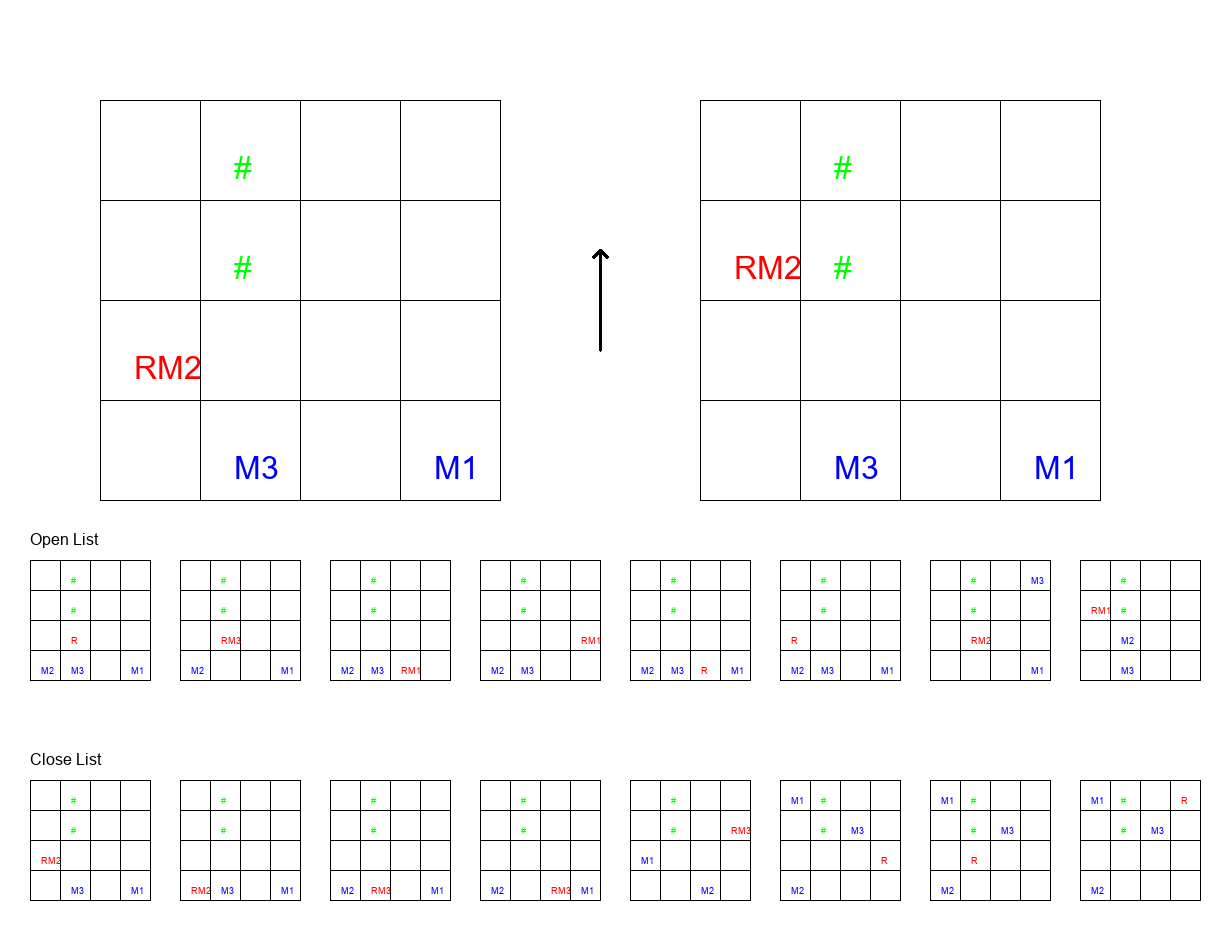 # #
# RM2 #
RM2
M3 M1 M3 M1
Open List
# # # # # # # M3 #
# # # # # # # RM1 #
R RM3 RM1 R RM2 M2
M2 M3 M1 M2 M1 M2 M3 RM1 M2 M3 M2 M3 R M1 M2 M3 M1 M1 M3
Close List
# # # # # M1 # M1 # M1 # R
# # # # # RM3 # M3 # M3 # M3
RM2 M1 R R
M3 M1 RM2 M3 M1 M2 RM3 M1 M2 RM3 M1 M2 M2 M2 M2